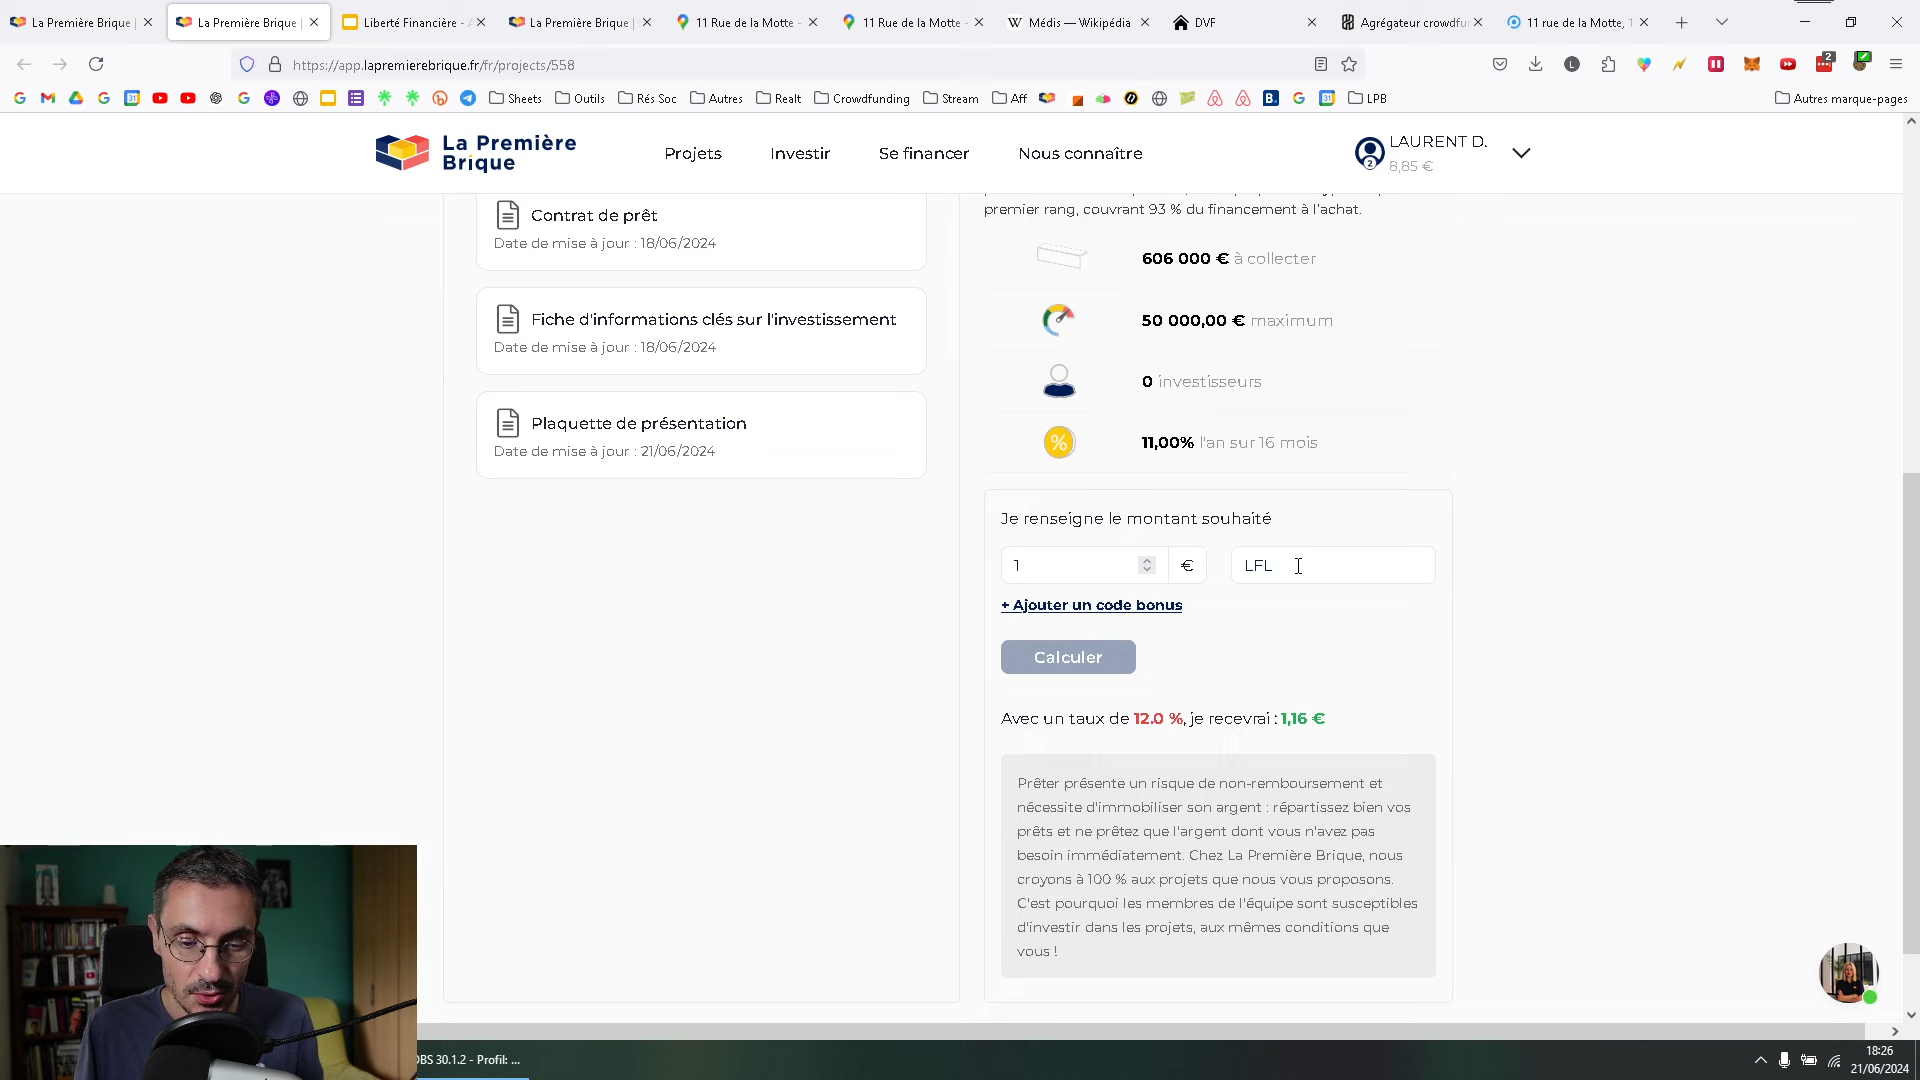 La Première Brique |
La Première Brique |
Liberté Financière - A
La Première Brique |
11 Rue de la Motte -
11 Rue de la Motte -
Médis — Wikipédia
DVF
Agrégateur crowdfu
11 rue de la Motte, 1
https://app.lapremierebrique.fr/fr/projects/558
2
Sheets
Outils
Rés Soc
Autres
Realt
Crowdfunding
Stream
Aff
LPB
Autres marque-pages
La Première
Brique
Projets
Investir
Se financer
Nous connaître
LAURENT D.
8,85 €
2
premier rang, couvrant 93 % du financement à l'achat.
Contrat de prêt
Date de mise à jour : 18/06/2024
Fiche d'informations clés sur l'investissement
Date de mise à jour : 18/06/2024
Plaquette de présentation
Date de mise à jour : 21/06/2024
606 000 € à collecter
50 000,00 € maximum
0 investisseurs
11,00% l'an sur 16 mois
Je renseigne le montant souhaité
1
€
LFL
+ Ajouter un code bonus
Calculer
Avec un taux de 12.0 %, je recevrai : 1,16 €
Prêter présente un risque de non-remboursement et
nécessite d'immobiliser son argent : répartissez bien vos
prêts et ne prêtez que l'argent dont vous n'avez pas
besoin immédiatement. Chez La Première Brique, nous
croyons à 100 % aux projets que nous vous proposons.
C'est pourquoi les membres de l'équipe sont susceptibles
d'investir dans les projets, aux mêmes conditions que
vous !
OBS 30.1.2 - Profil: ...
18:26
21/06/2024